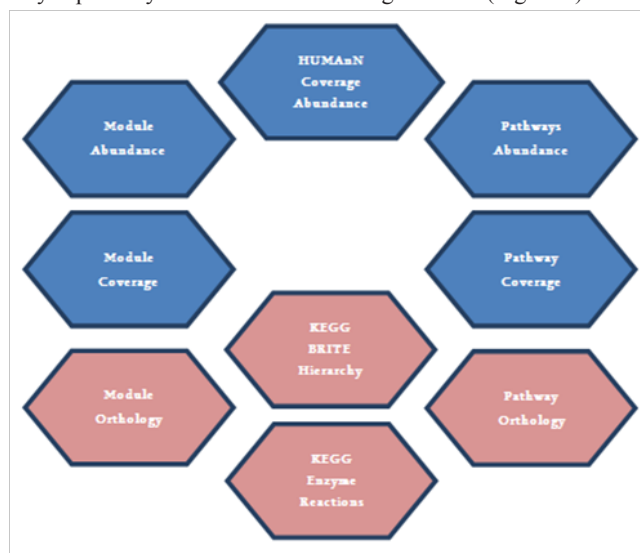 HUMAnN
Coverage
Abundance
Module
Abundance
Pathways
Abundance
Module
Coverage
Pathway
Coverage
KEGG
BRITE
Hierarchy
Module
Orthology
Pathway
Orthology
KEGG
Enzyme
Reactions